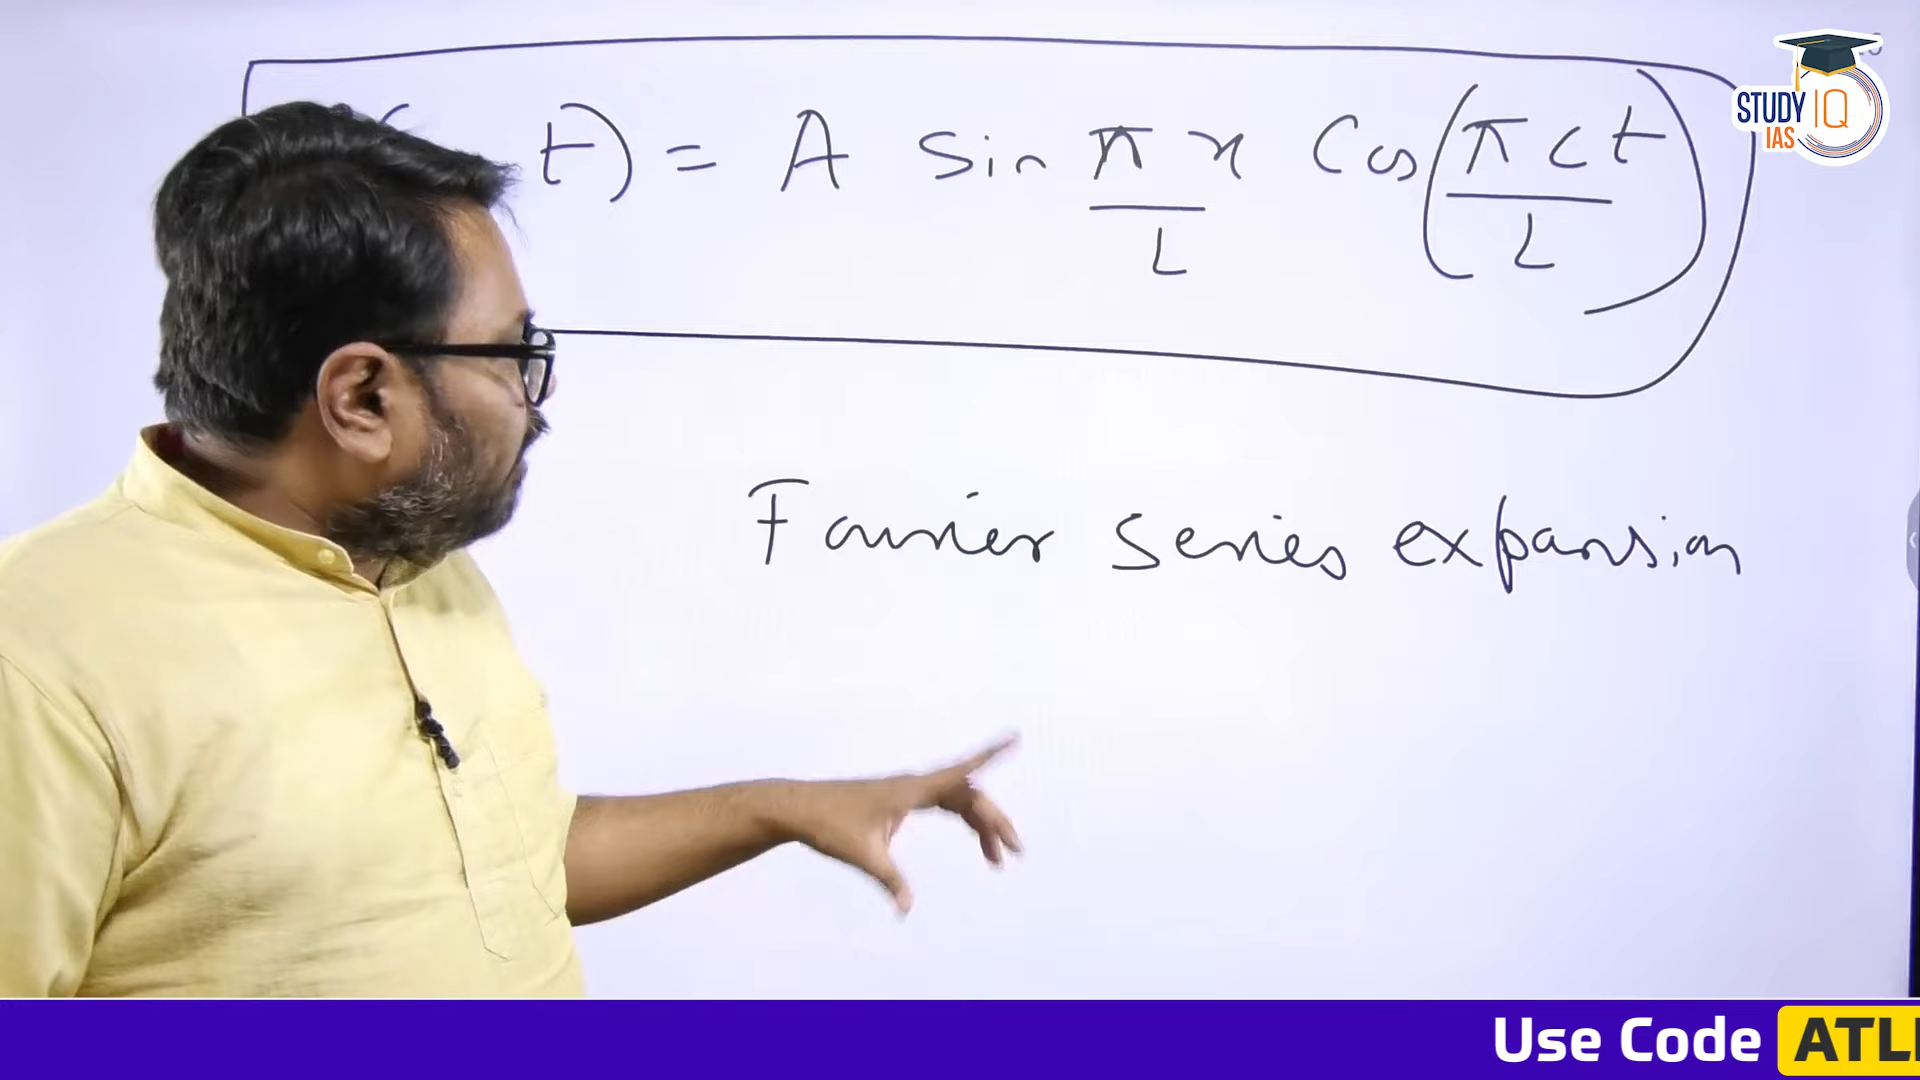 t) = A Sin πx/L Cos(πct/L)
Fourier series expansion
STUDY IQ
IAS
Use Code ATL